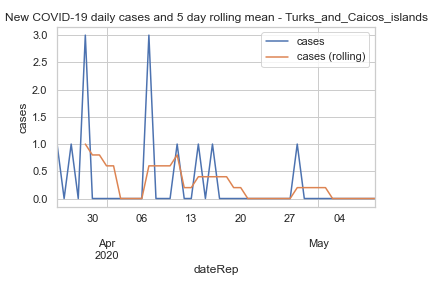 New COVID-19 daily cases and 5 day rolling mean - Turks_and_Caicos_islands
cases
cases (rolling)
cases
3.0
2.5
2.0
1.5
1.0
0.5
0.0
30 06 13 20 27 04
Apr May
2020
dateRep